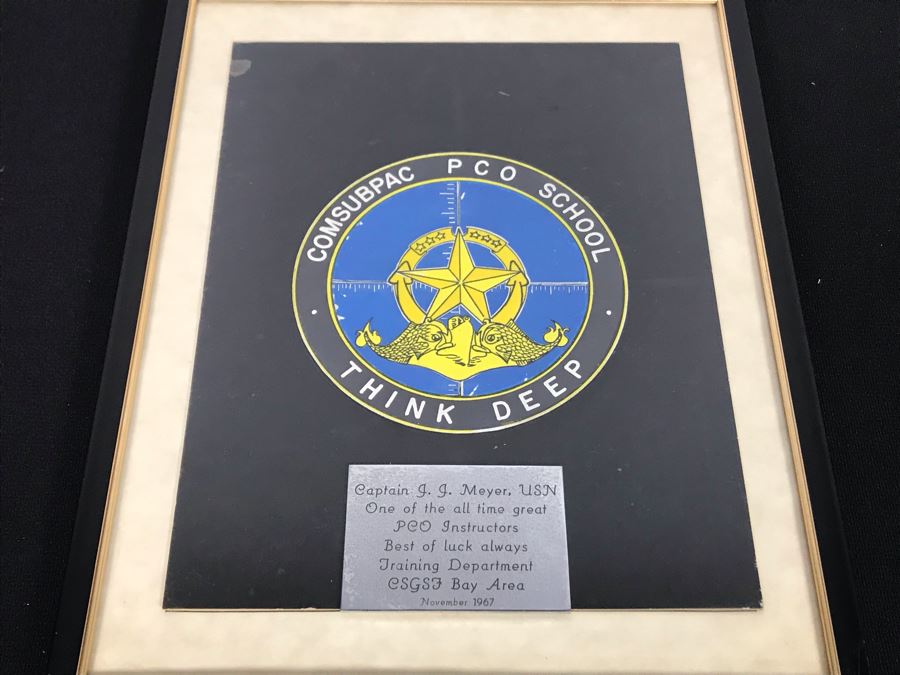 COMSUBPAC PCO SCHOOL
THINK DEEP
Captain J. J. Meyer, USN
One of the all time great
PCO Instructors
Best of luck always
Training Department
CSGSF Bay Area
November 1967